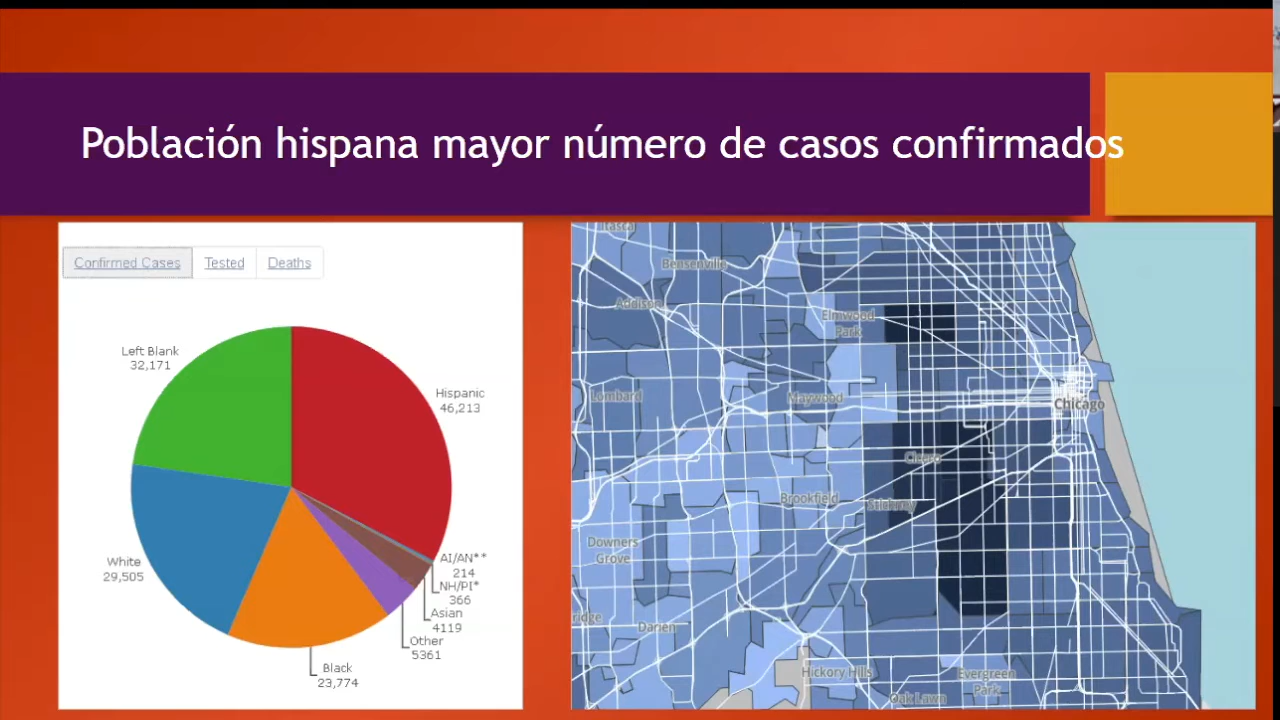 Población hispana mayor número de casos confirmados
Confirmed Cases
Tested
Deaths
Left Blank
32,171
Hispanic
46,213
White
29,505
AI/AN**
214
NH/PI*
366
Asian
4119
Other
5361
Black
23,774
Itasca
Bensenville
Addison
Elmwood
Park
Lombard
Maywood
Chicago
Cicero
Brookfield
Stickney
Downers
Grove
ridge
Darien
Hickory Hills
Evergreen
Park
Oak Lawn